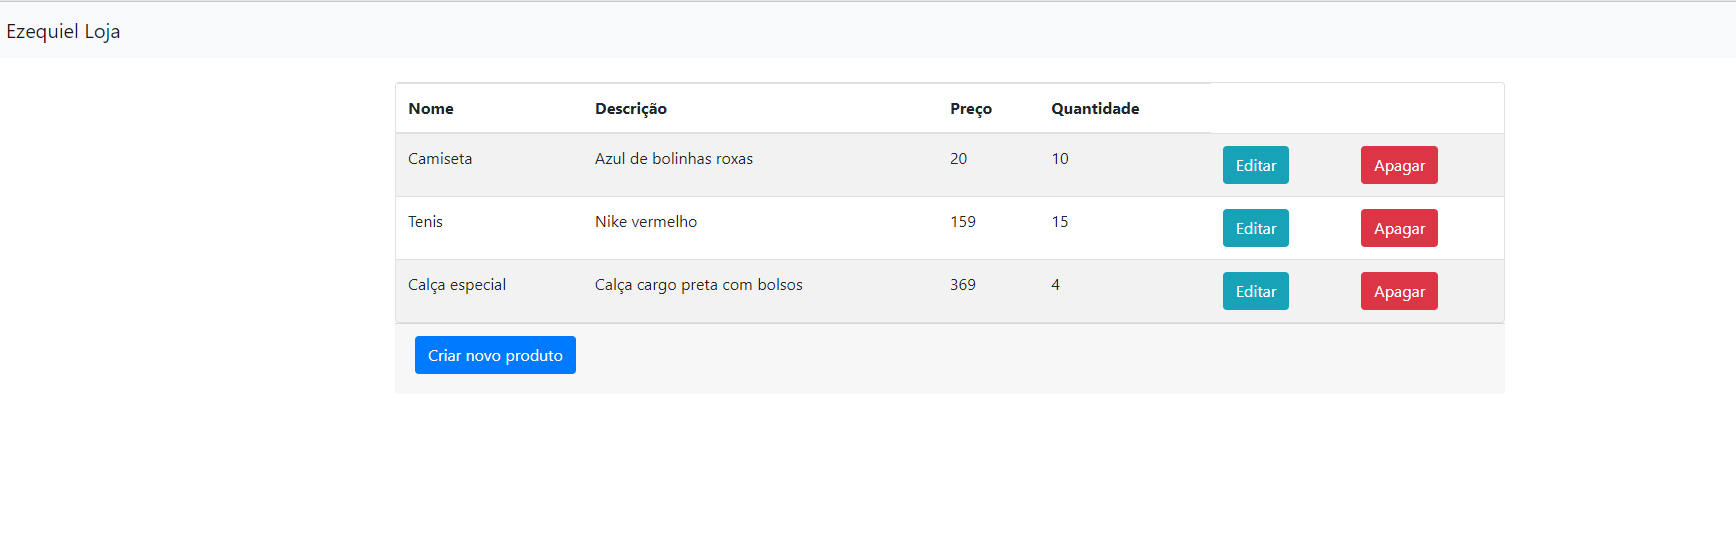 Ezequiel Loja
Nome Descrição Preço Quantidade
Camiseta Azul de bolinhas roxas 20 10 Editar Apagar
Tenis Nike vermelho 159 15 Editar Apagar
Calça especial Calça cargo preta com bolsos 369 4 Editar Apagar
Criar novo produto